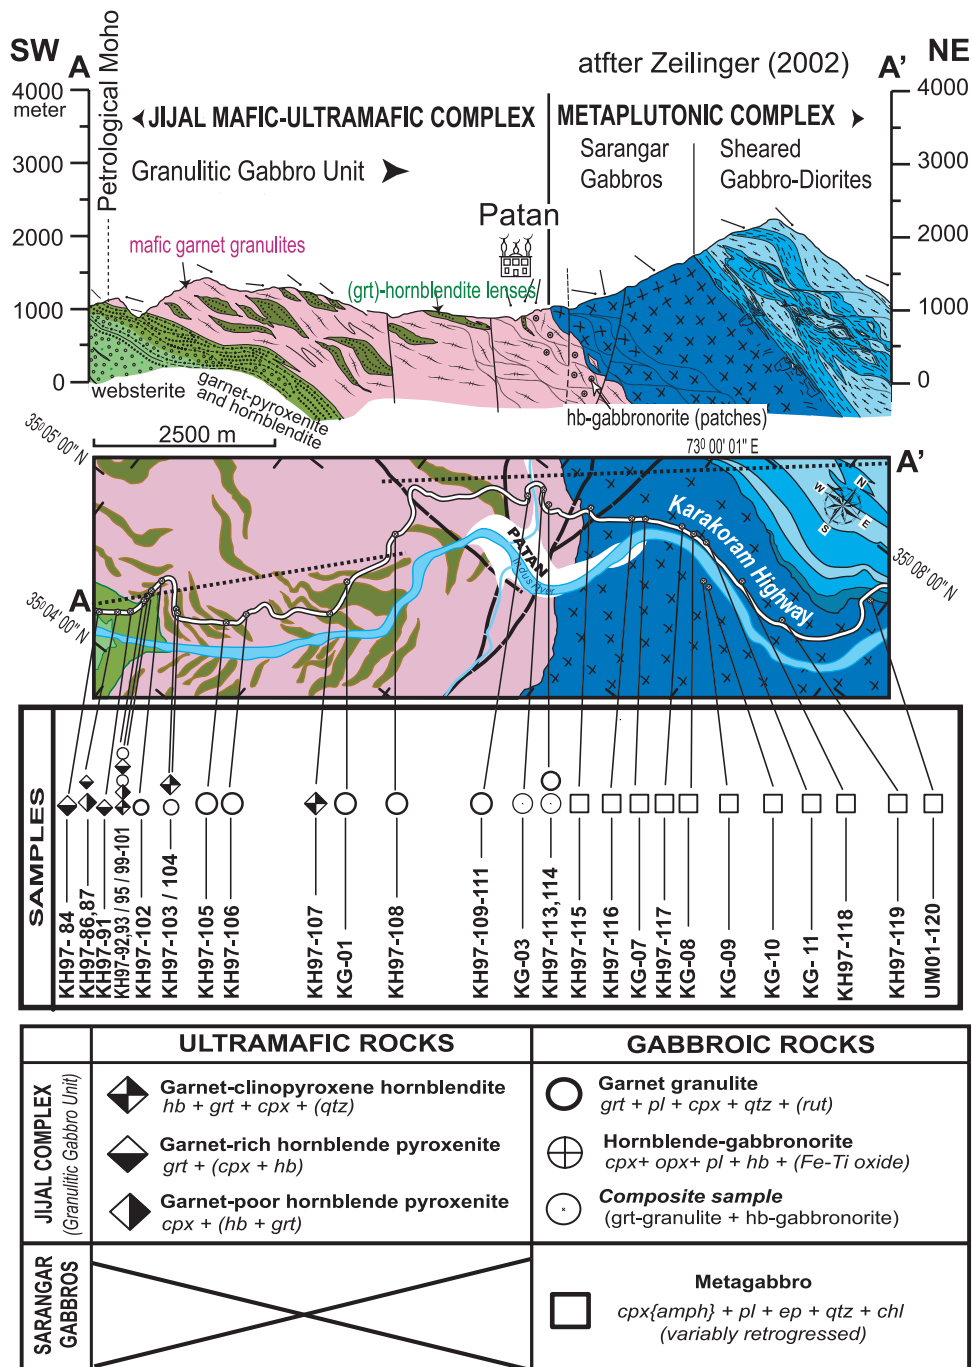 SW
A
Petrological Moho
atfter Zeilinger (2002)
A'
NE
4000
meter
3000
2000
1000
0
4000
3000
2000
1000
0
JIJAL MAFIC-ULTRAMAFIC COMPLEX
METAPLUTONIC COMPLEX
Granulitic Gabbro Unit
Sarangar
Gabbros
Sheared
Gabbro-Diorites
Patan
mafic garnet granulites
(grt)-hornblendite lenses
websterite
garnet-pyroxenite
and hornblendite
hb-gabbronorite (patches)
2500 m
35º 05' 00" N
73º 00' 01" E
A'
A
35º 04' 00" N
35º 08' 00" N
N
W
E
S
PATAN
Indus River
Karakoram Highway
SAMPLES
KH97- 84
KH97-86,87
KH97-91
KH97-92,93 / 95 / 99-101
KH97-102
KH97-103 / 104
KH97-105
KH97-106
KH97-107
KG-01
KH97-108
KH97-109-111
KG-03
KH97-113,114
KH97-115
KH97-116
KG-07
KH97-117
KG-08
KG-09
KG-10
KG- 11
KH97-118
KH97-119
UM01-120
ULTRAMAFIC ROCKS
GABBROIC ROCKS
JIJAL COMPLEX
(Granulitic Gabbro Unit)
Garnet-clinopyroxene hornblendite
hb + grt + cpx + (qtz)
Garnet-rich hornblende pyroxenite
grt + (cpx + hb)
Garnet-poor hornblende pyroxenite
cpx + (hb + grt)
Garnet granulite
grt + pl + cpx + qtz + (rut)
Hornblende-gabbronorite
cpx+ opx+ pl + hb + (Fe-Ti oxide)
Composite sample
(grt-granulite + hb-gabbronorite)
SARANGAR
GABBROS
Metagabbro
cpx{amph} + pl + ep + qtz + chl
(variably retrogressed)